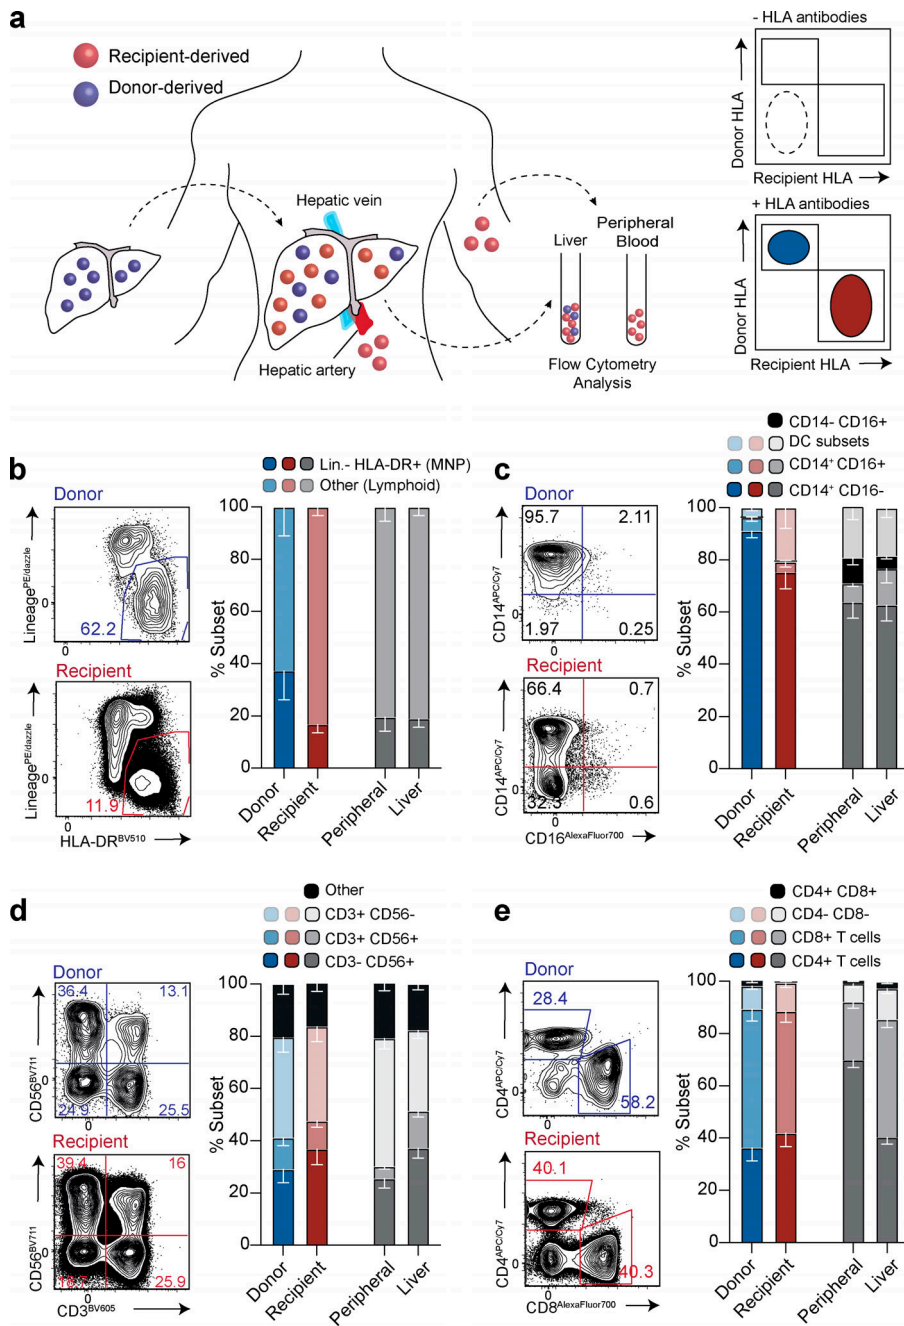 a
Recipient-derived
Donor-derived
Hepatic vein
Hepatic artery
Liver
Peripheral
Blood
Flow Cytometry
Analysis
- HLA antibodies
Donor HLA
Recipient HLA
+ HLA antibodies
Donor HLA
Recipient HLA
b
Lin.- HLA-DR+ (MNP)
Other (Lymphoid)
Donor
Lineage PE/dazzle
0
62.2
0
Recipient
Lineage PE/dazzle
0
11.9
0
HLA-DR BV510
% Subset
100
80
60
40
20
0
Donor
Recipient
Peripheral
Liver
c
CD14- CD16+
DC subsets
CD14⁺ CD16+
CD14⁺ CD16-
Donor
95.7 2.11
CD14 APC/Cy7
0
1.97 0.25
0
Recipient
66.4 0.7
CD14 APC/Cy7
0
32.3 0.6
0
CD16 AlexaFluor700
% Subset
100
80
60
40
20
0
Donor
Recipient
Peripheral
Liver
d
Other
CD3+ CD56-
CD3+ CD56+
CD3- CD56+
Donor
36.4 13.1
CD56 BV711
0
24.9 25.5
0
Recipient
39.4 16
CD56 BV711
0
25.9
0
CD3 BV605
% Subset
100
80
60
40
20
0
Donor
Recipient
Peripheral
Liver
e
CD4+ CD8+
CD4- CD8-
CD8+ T cells
CD4+ T cells
Donor
28.4
CD4 APC/Cy7
0
58.2
0
Recipient
40.1
CD4 APC/Cy7
0
40.3
0
CD8 AlexaFluor700
% Subset
100
80
60
40
20
0
Donor
Recipient
Peripheral
Liver